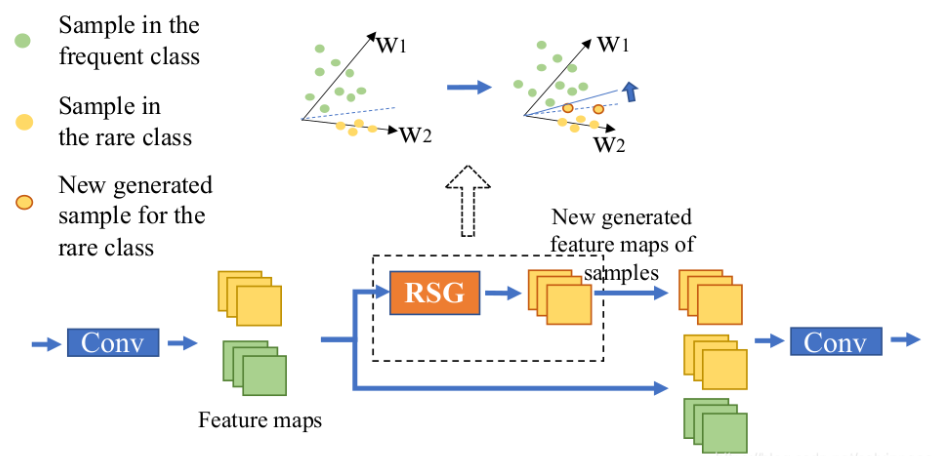 Sample in the
frequent class
Sample in
the rare class
New generated
sample for the
rare class
W1
W2
W1
W2
New generated
feature maps of
samples
RSG
Conv
Feature maps
Conv